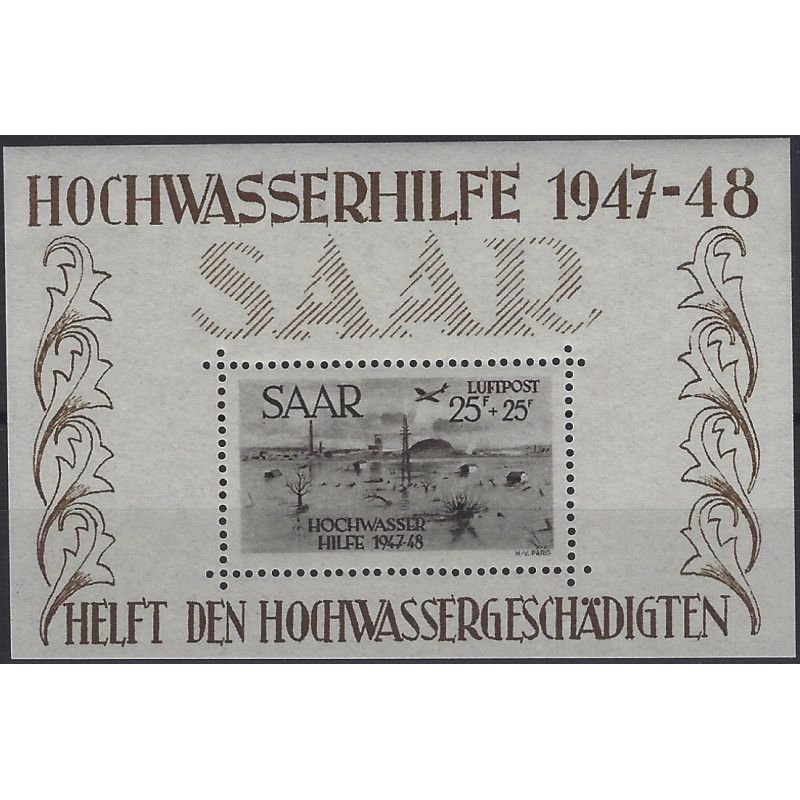 HOCHWASSERHILFE 1947-48
SAAR
SAAR
LUFTPOST
25F + 25F
HOCHWASSER
HILFE 1947-48
H.-V. PARIS
HELFT DEN HOCHWASSERGESCHÄDIGTEN